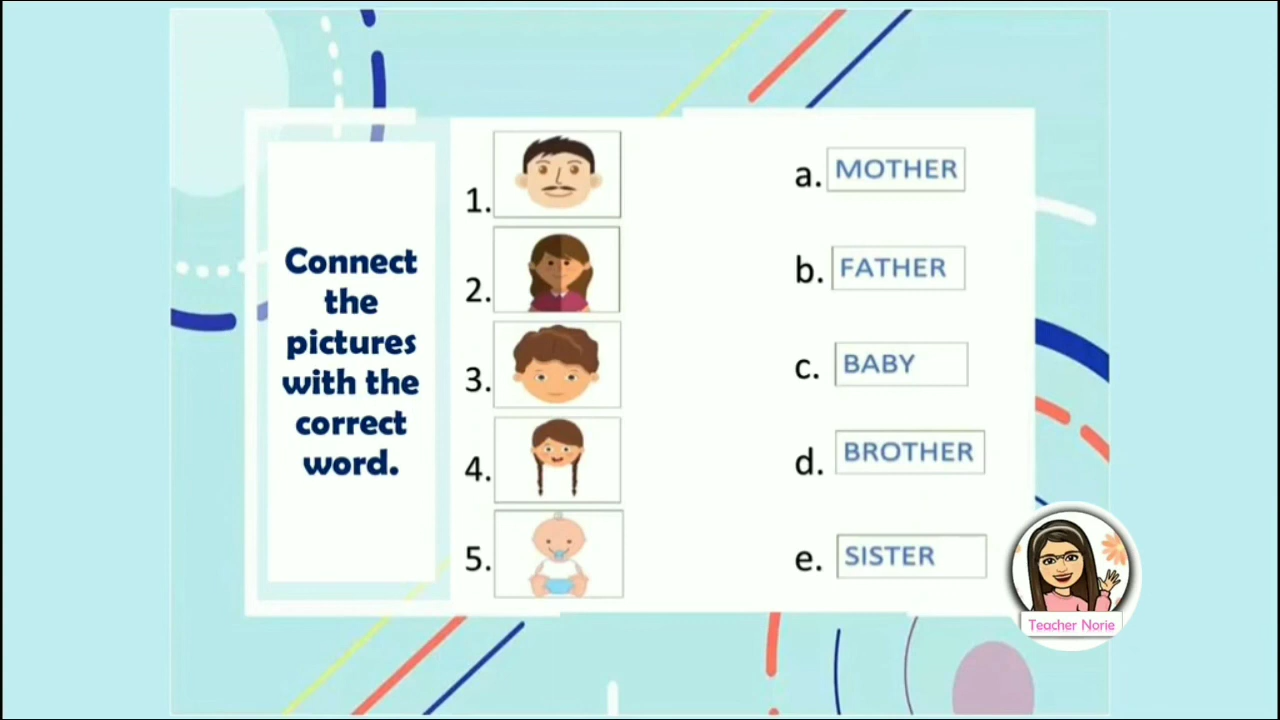 Connect
the
pictures
with the
correct
word.
1.
2.
3.
4.
5.
a. MOTHER
b. FATHER
c. BABY
d. BROTHER
e. SISTER
Teacher Norie